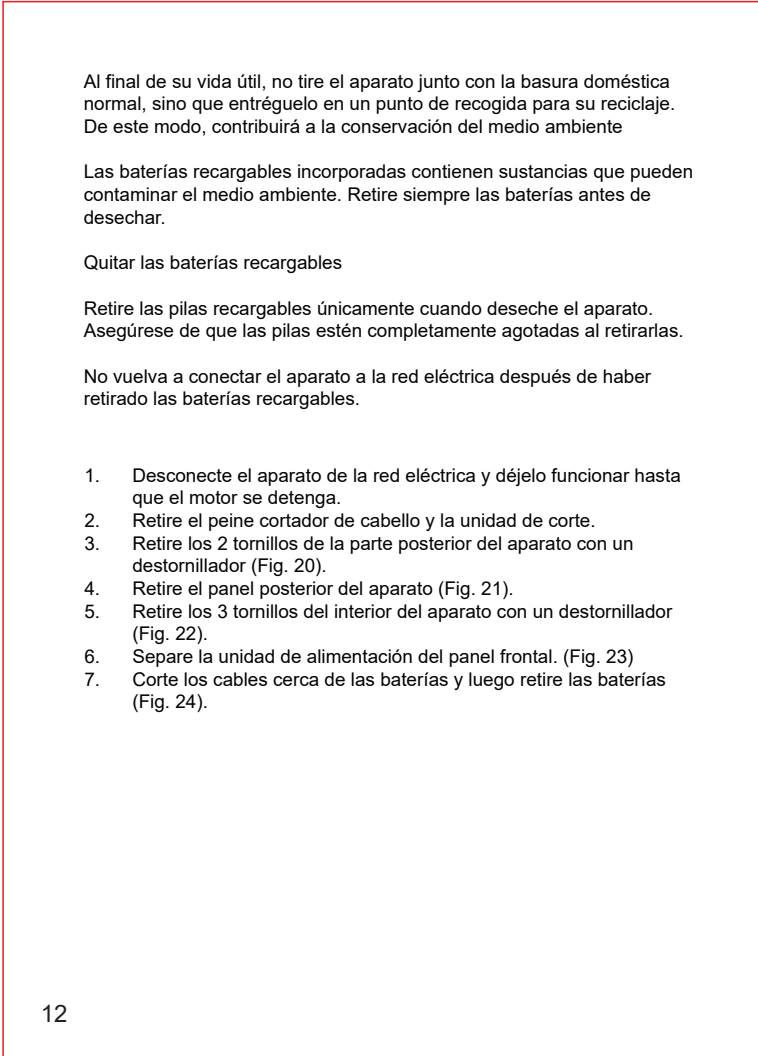 Al final de su vida útil, no tire el aparato junto con la basura doméstica
normal, sino que entréguelo en un punto de recogida para su reciclaje.
De este modo, contribuirá a la conservación del medio ambiente
Las baterías recargables incorporadas contienen sustancias que pueden
contaminar el medio ambiente. Retire siempre las baterías antes de
desechar.
Quitar las baterías recargables
Retire las pilas recargables únicamente cuando deseche el aparato.
Asegúrese de que las pilas estén completamente agotadas al retirarlas.
No vuelva a conectar el aparato a la red eléctrica después de haber
retirado las baterías recargables.
1. Desconecte el aparato de la red eléctrica y déjelo funcionar hasta
que el motor se detenga.
2. Retire el peine cortador de cabello y la unidad de corte.
3. Retire los 2 tornillos de la parte posterior del aparato con un
destornillador (Fig. 20).
4. Retire el panel posterior del aparato (Fig. 21).
5. Retire los 3 tornillos del interior del aparato con un destornillador
(Fig. 22).
6. Separe la unidad de alimentación del panel frontal. (Fig. 23)
7. Corte los cables cerca de las baterías y luego retire las baterías
(Fig. 24).
12